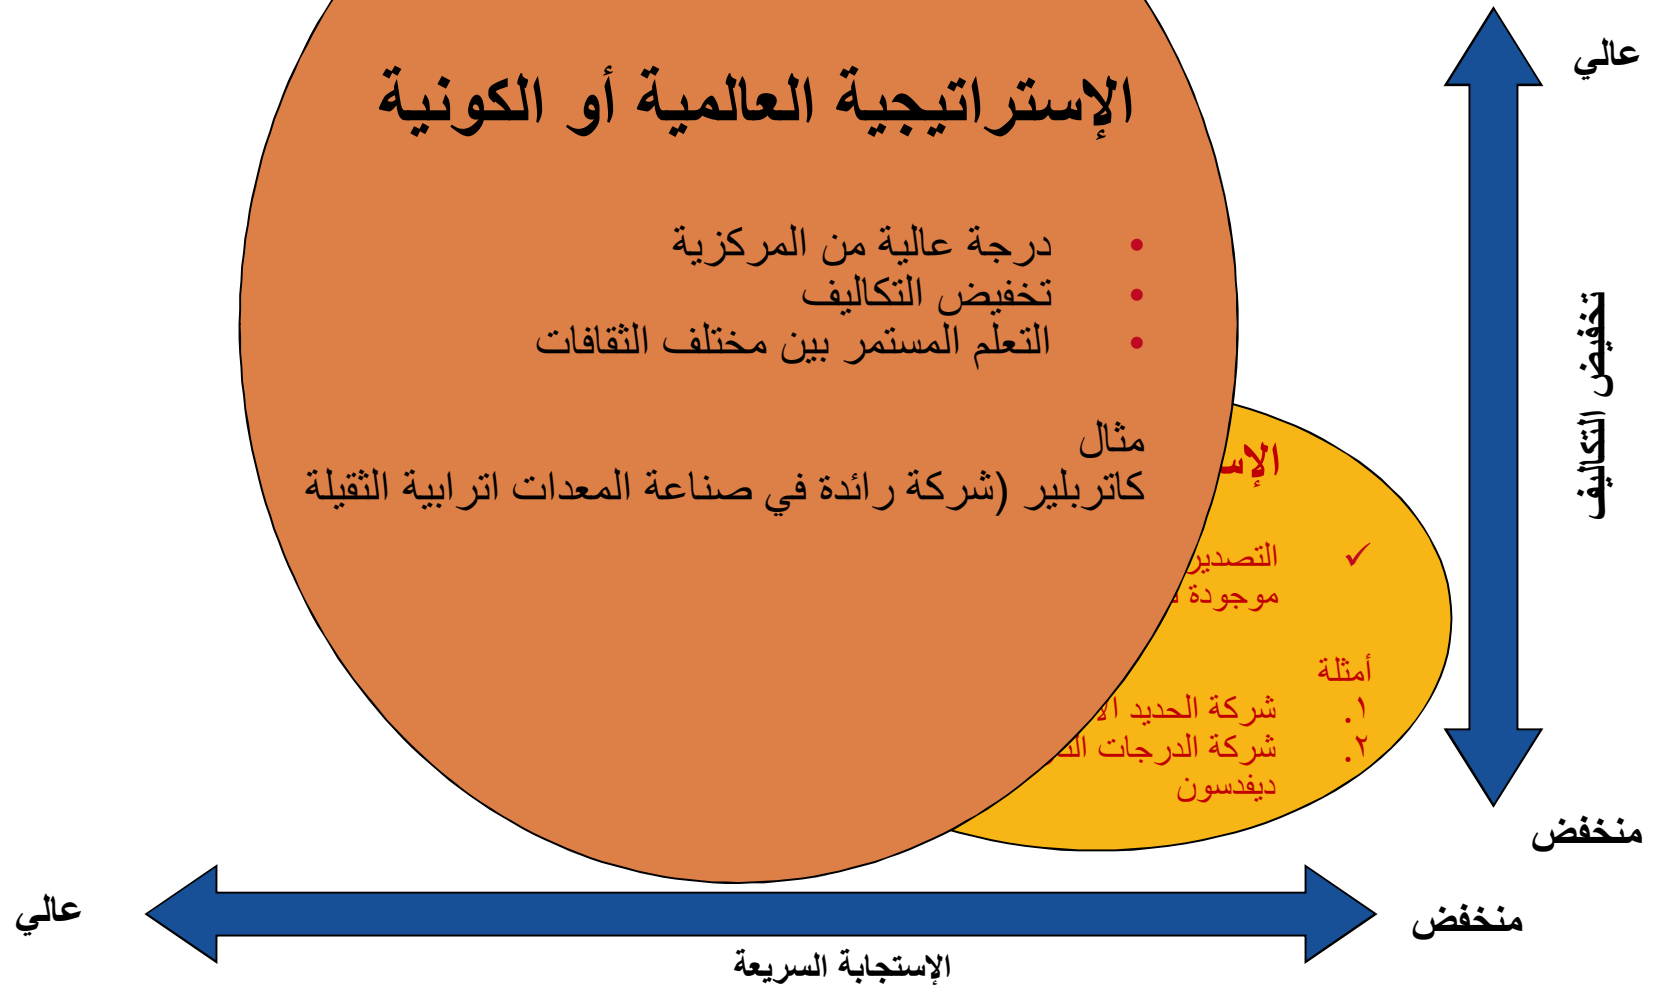 عالي
الإستراتيجية العالمية أو الكونية
• درجة عالية من المركزية
• تخفيض التكاليف
• التعلم المستمر بين مختلف الثقافات
مثال
كاتربلير (شركة رائدة في صناعة المعدات اترابية الثقيلة
تخفيض التكاليف
✓ التصدير
موجودة
أمثلة
١. شركة الحديد
٢. شركة الدرجات
ديفدسون
منخفض
عالي
منخفض
الإستجابة السريعة